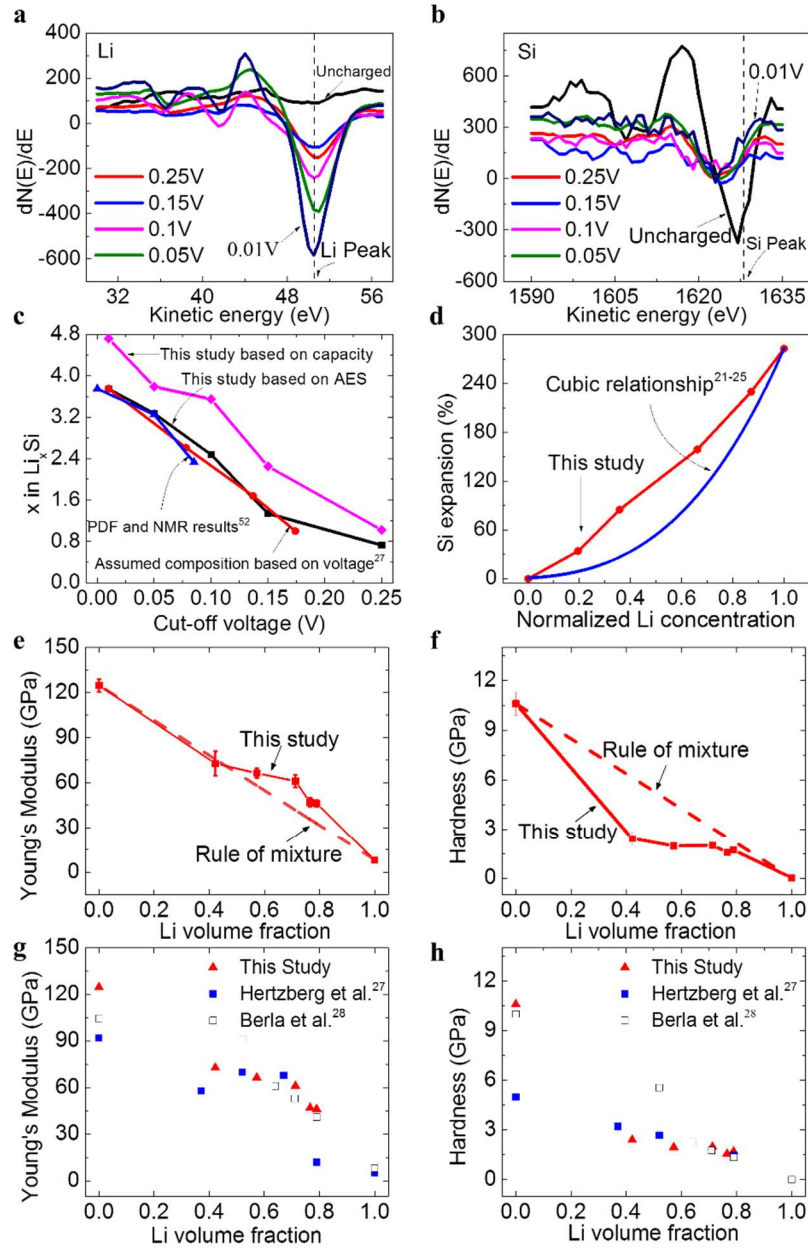 a
Li
Uncharged
400
200
0
-200
-400
-600
dN(E)/dE
0.25V
0.15V
0.1V
0.05V
0.01V
Li Peak
32 40 48 56
Kinetic energy (eV)
b
Si
0.01V
600
300
0
-300
-600
dN(E)/dE
0.25V
0.15V
0.1V
0.05V
Uncharged
Si Peak
1590 1605 1620 1635
Kinetic energy (eV)
c
4.8
4.0
3.2
2.4
1.6
0.8
0.0
x in LixSi
This study based on capacity
This study based on AES
PDF and NMR results52
Assumed composition based on voltage27
0.00 0.05 0.10 0.15 0.20 0.25
Cut-off voltage (V)
d
300
240
180
120
60
0
Si expansion (%)
Cubic relationship21-25
This study
0.0 0.2 0.4 0.6 0.8 1.0
Normalized Li concentration
e
150
120
90
60
30
0
Young's Modulus (GPa)
This study
Rule of mixture
0.0 0.2 0.4 0.6 0.8 1.0
Li volume fraction
f
12
9
6
3
0
Hardness (GPa)
Rule of mixture
This study
0.0 0.2 0.4 0.6 0.8 1.0
Li volume fraction
g
150
120
90
60
30
0
Young's Modulus (GPa)
This Study
Hertzberg et al.27
Berla et al.28
0.0 0.2 0.4 0.6 0.8 1.0
Li volume fraction
h
12
9
6
3
0
Hardness (GPa)
This Study
Hertzberg et al.27
Berla et al.28
0.0 0.2 0.4 0.6 0.8 1.0
Li volume fraction